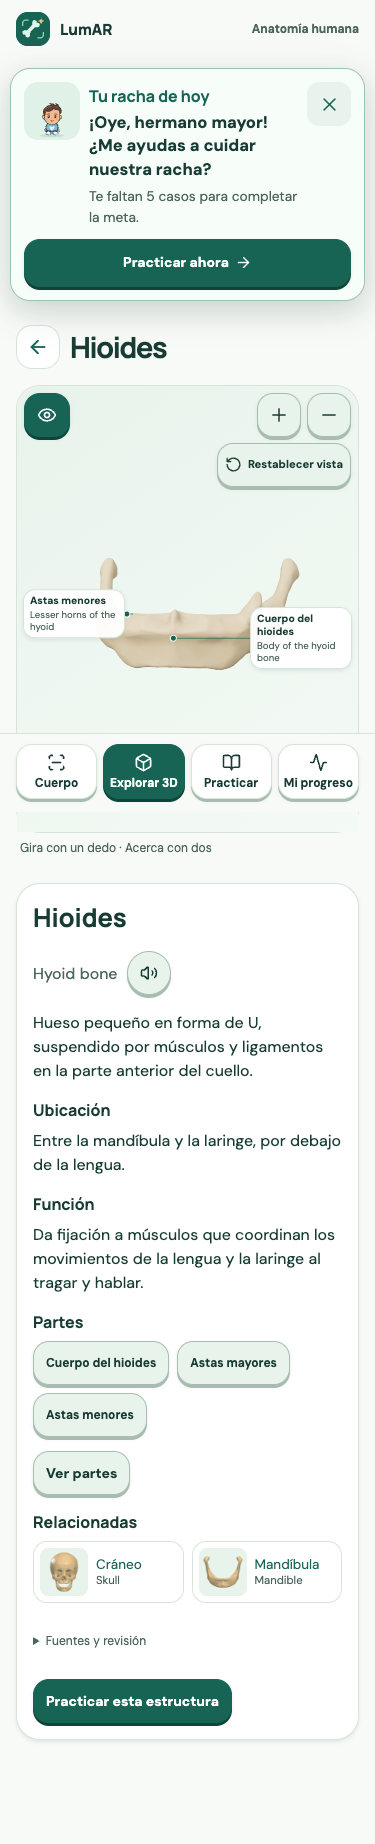 LumAR
Anatomía humana
Tu racha de hoy
¡Oye, hermano mayor!
¿Me ayudas a cuidar
nuestra racha?
Te faltan 5 casos para completar
la meta.
Practicar ahora →
Hioides
Restablecer vista
Astas menores
Lesser horns of the
hyoid
Cuerpo del
hioides
Body of the hyoid
bone
Cuerpo
Explorar 3D
Practicar
Mi progreso
Gira con un dedo · Acerca con dos
Hioides
Hyoid bone
Hueso pequeño en forma de U,
suspendido por músculos y ligamentos
en la parte anterior del cuello.
Ubicación
Entre la mandíbula y la laringe, por debajo
de la lengua.
Función
Da fijación a músculos que coordinan los
movimientos de la lengua y la laringe al
tragar y hablar.
Partes
Cuerpo del hioides
Astas mayores
Astas menores
Ver partes
Relacionadas
Cráneo
Skull
Mandíbula
Mandible
Fuentes y revisión
Practicar esta estructura